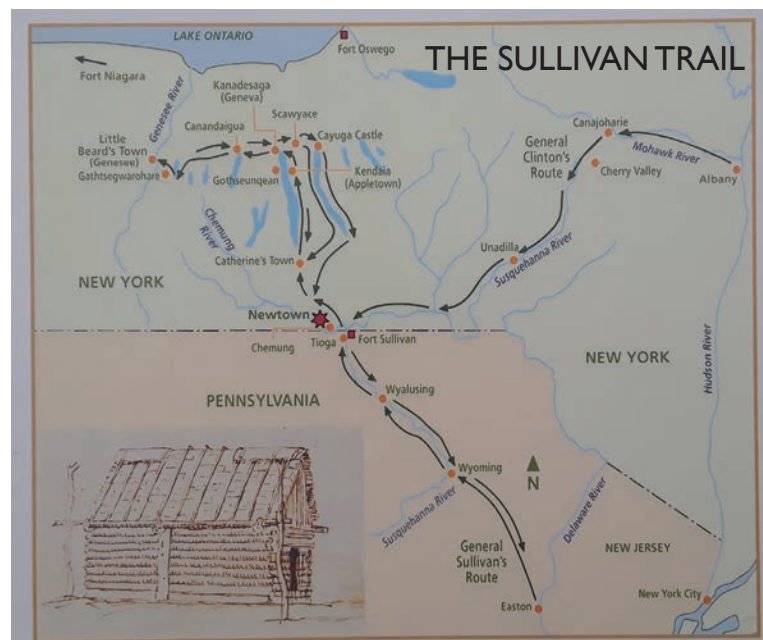 THE SULLIVAN TRAIL
LAKE ONTARIO
Fort Oswego
Fort Niagara
Genesee River
Kanadesaga
(Geneva)
Scawyace
Canandaigua
Cayuga Castle
Little
Beard's Town
(Genesee)
Gathtsegwarohare
Gothseunqean
Kendaia
(Appletown)
Canajoharie
General
Clinton's
Route
Mohawk River
Cherry Valley
Albany
Chemung
River
Catherine's Town
Unadilla
Susquehanna River
NEW YORK
Newtown
Chemung
Tioga
Fort Sullivan
NEW YORK
Hudson River
PENNSYLVANIA
Wyalusing
Wyoming
N
Susquehanna River
Delaware River
General
Sullivan's
Route
NEW JERSEY
Easton
New York City